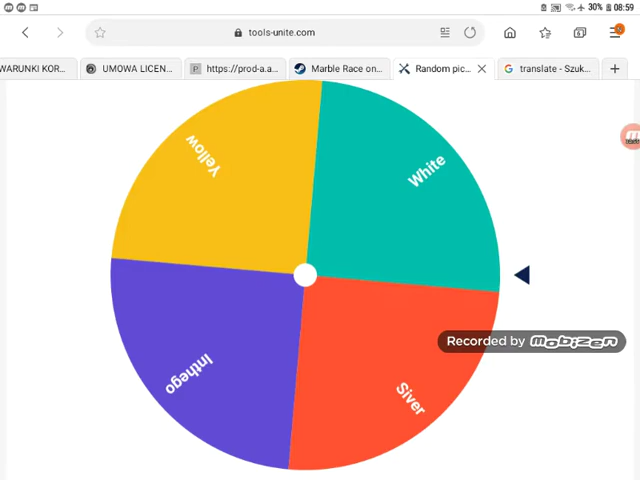 30% 08:59
tools-unite.com
WARUNKI KOR... UMOWA LICEN... https://prod-a.a... Marble Race on... Random pic... translate - Szuk...
Yellow
White
Recorded by mobizen
Inthego
Siver